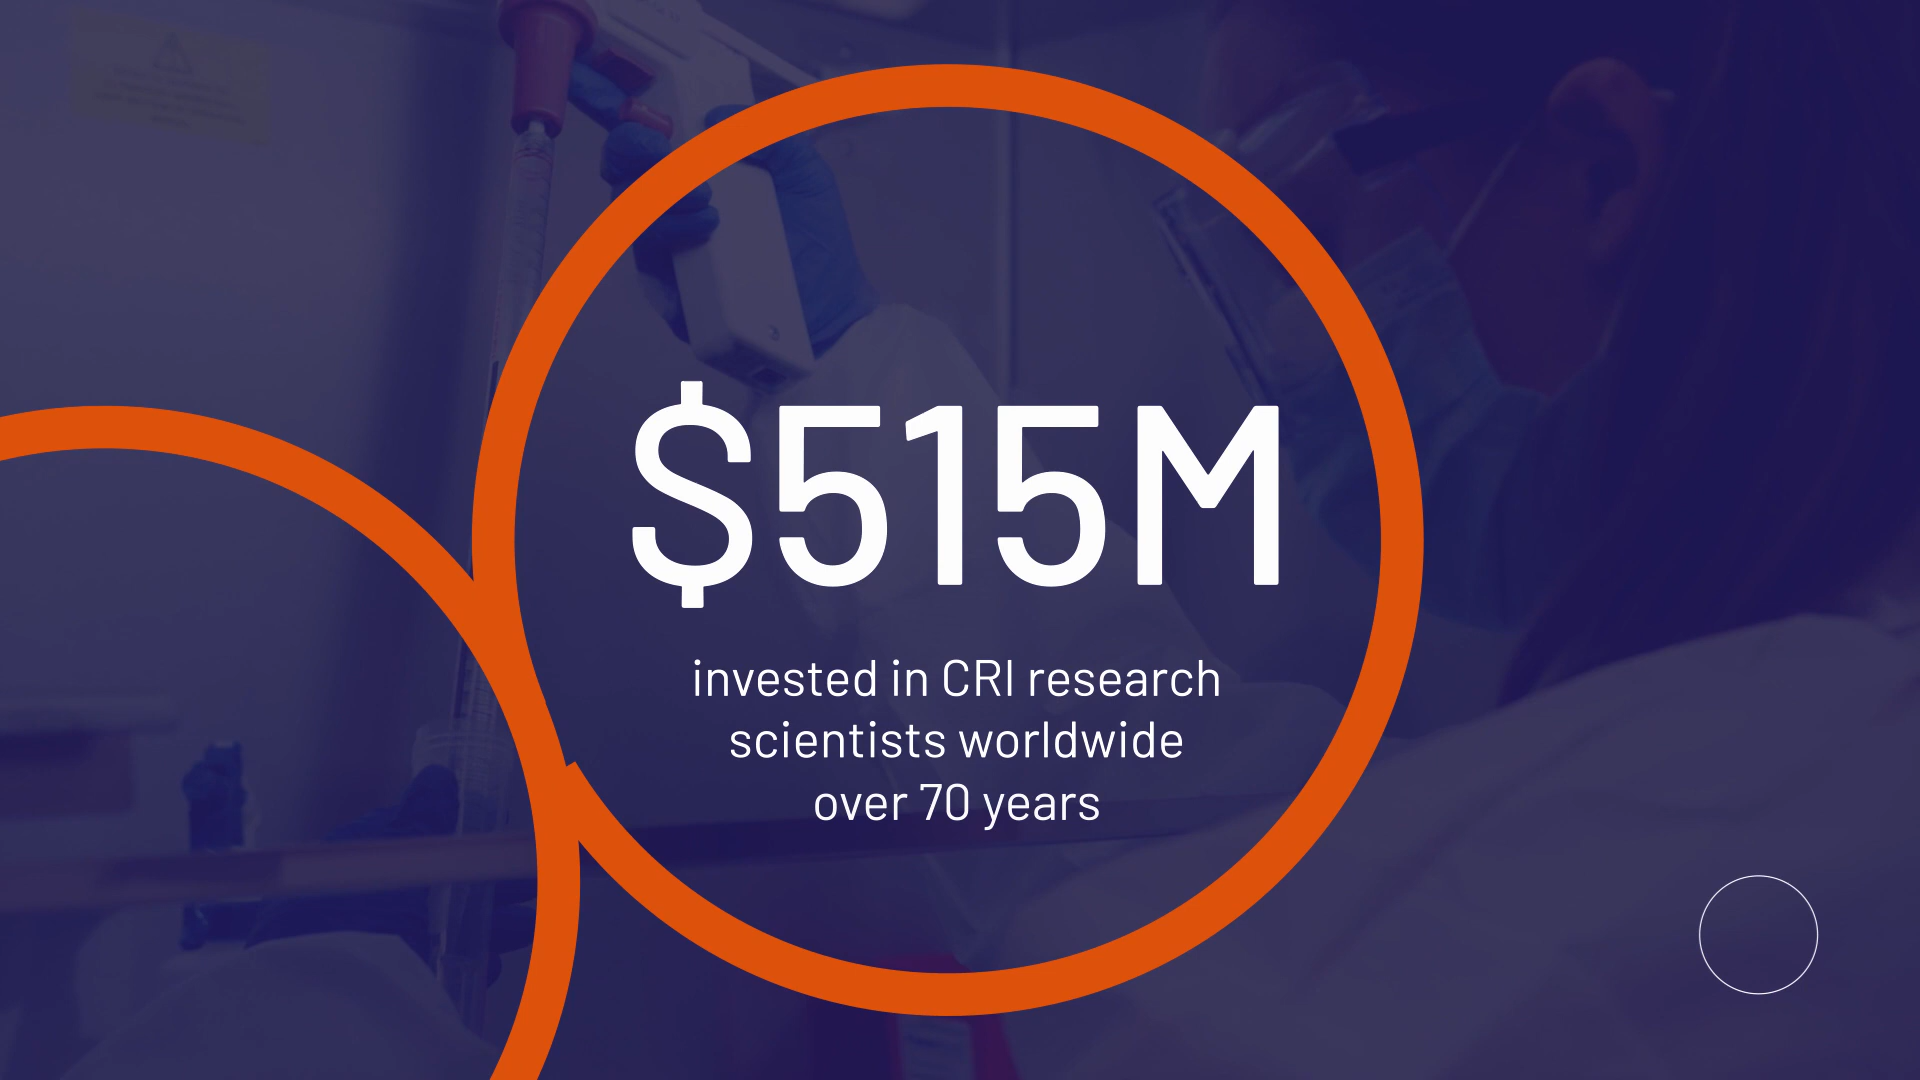 $515M
invested in CRI research
scientists worldwide
over 70 years